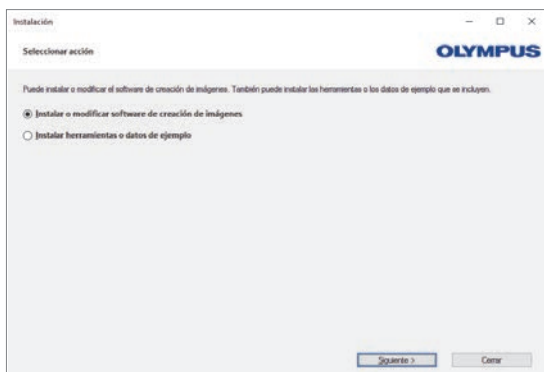 Instalación
Seleccionar acción
OLYMPUS
Puede instalar o modificar el software de creación de imágenes. También puede instalar las herramientas o los datos de ejemplo que se incluyen.
Instalar o modificar software de creación de imágenes
Instalar herramientas o datos de ejemplo
Siguiente >
Cerrar